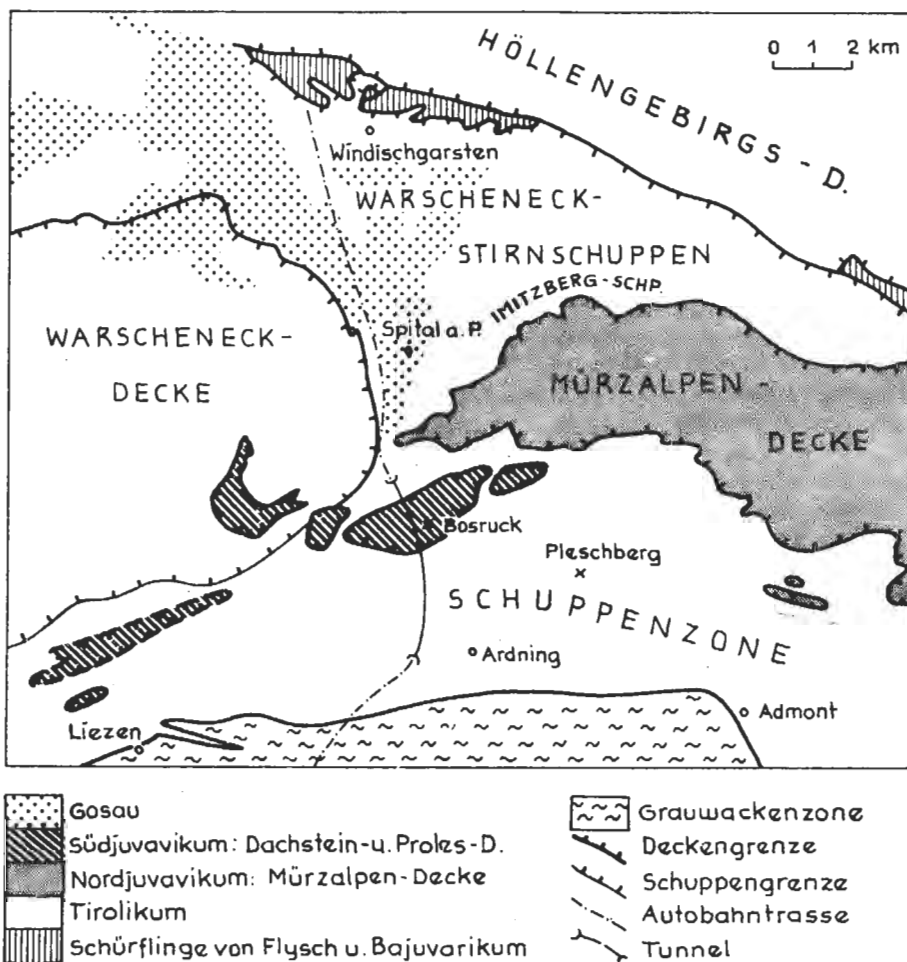 HÖLLENGEBIRGS-D.
0 1 2 km
Windischgarsten
WARSCHENECK-
STIRNSCHUPPEN
IMITZBERG-SCHP.
Spital a.P.
WARSCHENECK-
DECKE
MÜRZALPEN-
DECKE
Bosruck
Pleschberg
SCHUPPENZONE
Ardning
Admont
Liezen
Gosau
Südjuvavikum: Dachstein-u. Proles-D.
Nordjuvavikum: Mürzalpen-Decke
Tirolikum
Schürflinge von Flysch u. Bajuvarikum
Grauwackenzone
Deckengrenze
Schuppengrenze
Autobahntrasse
Tunnel